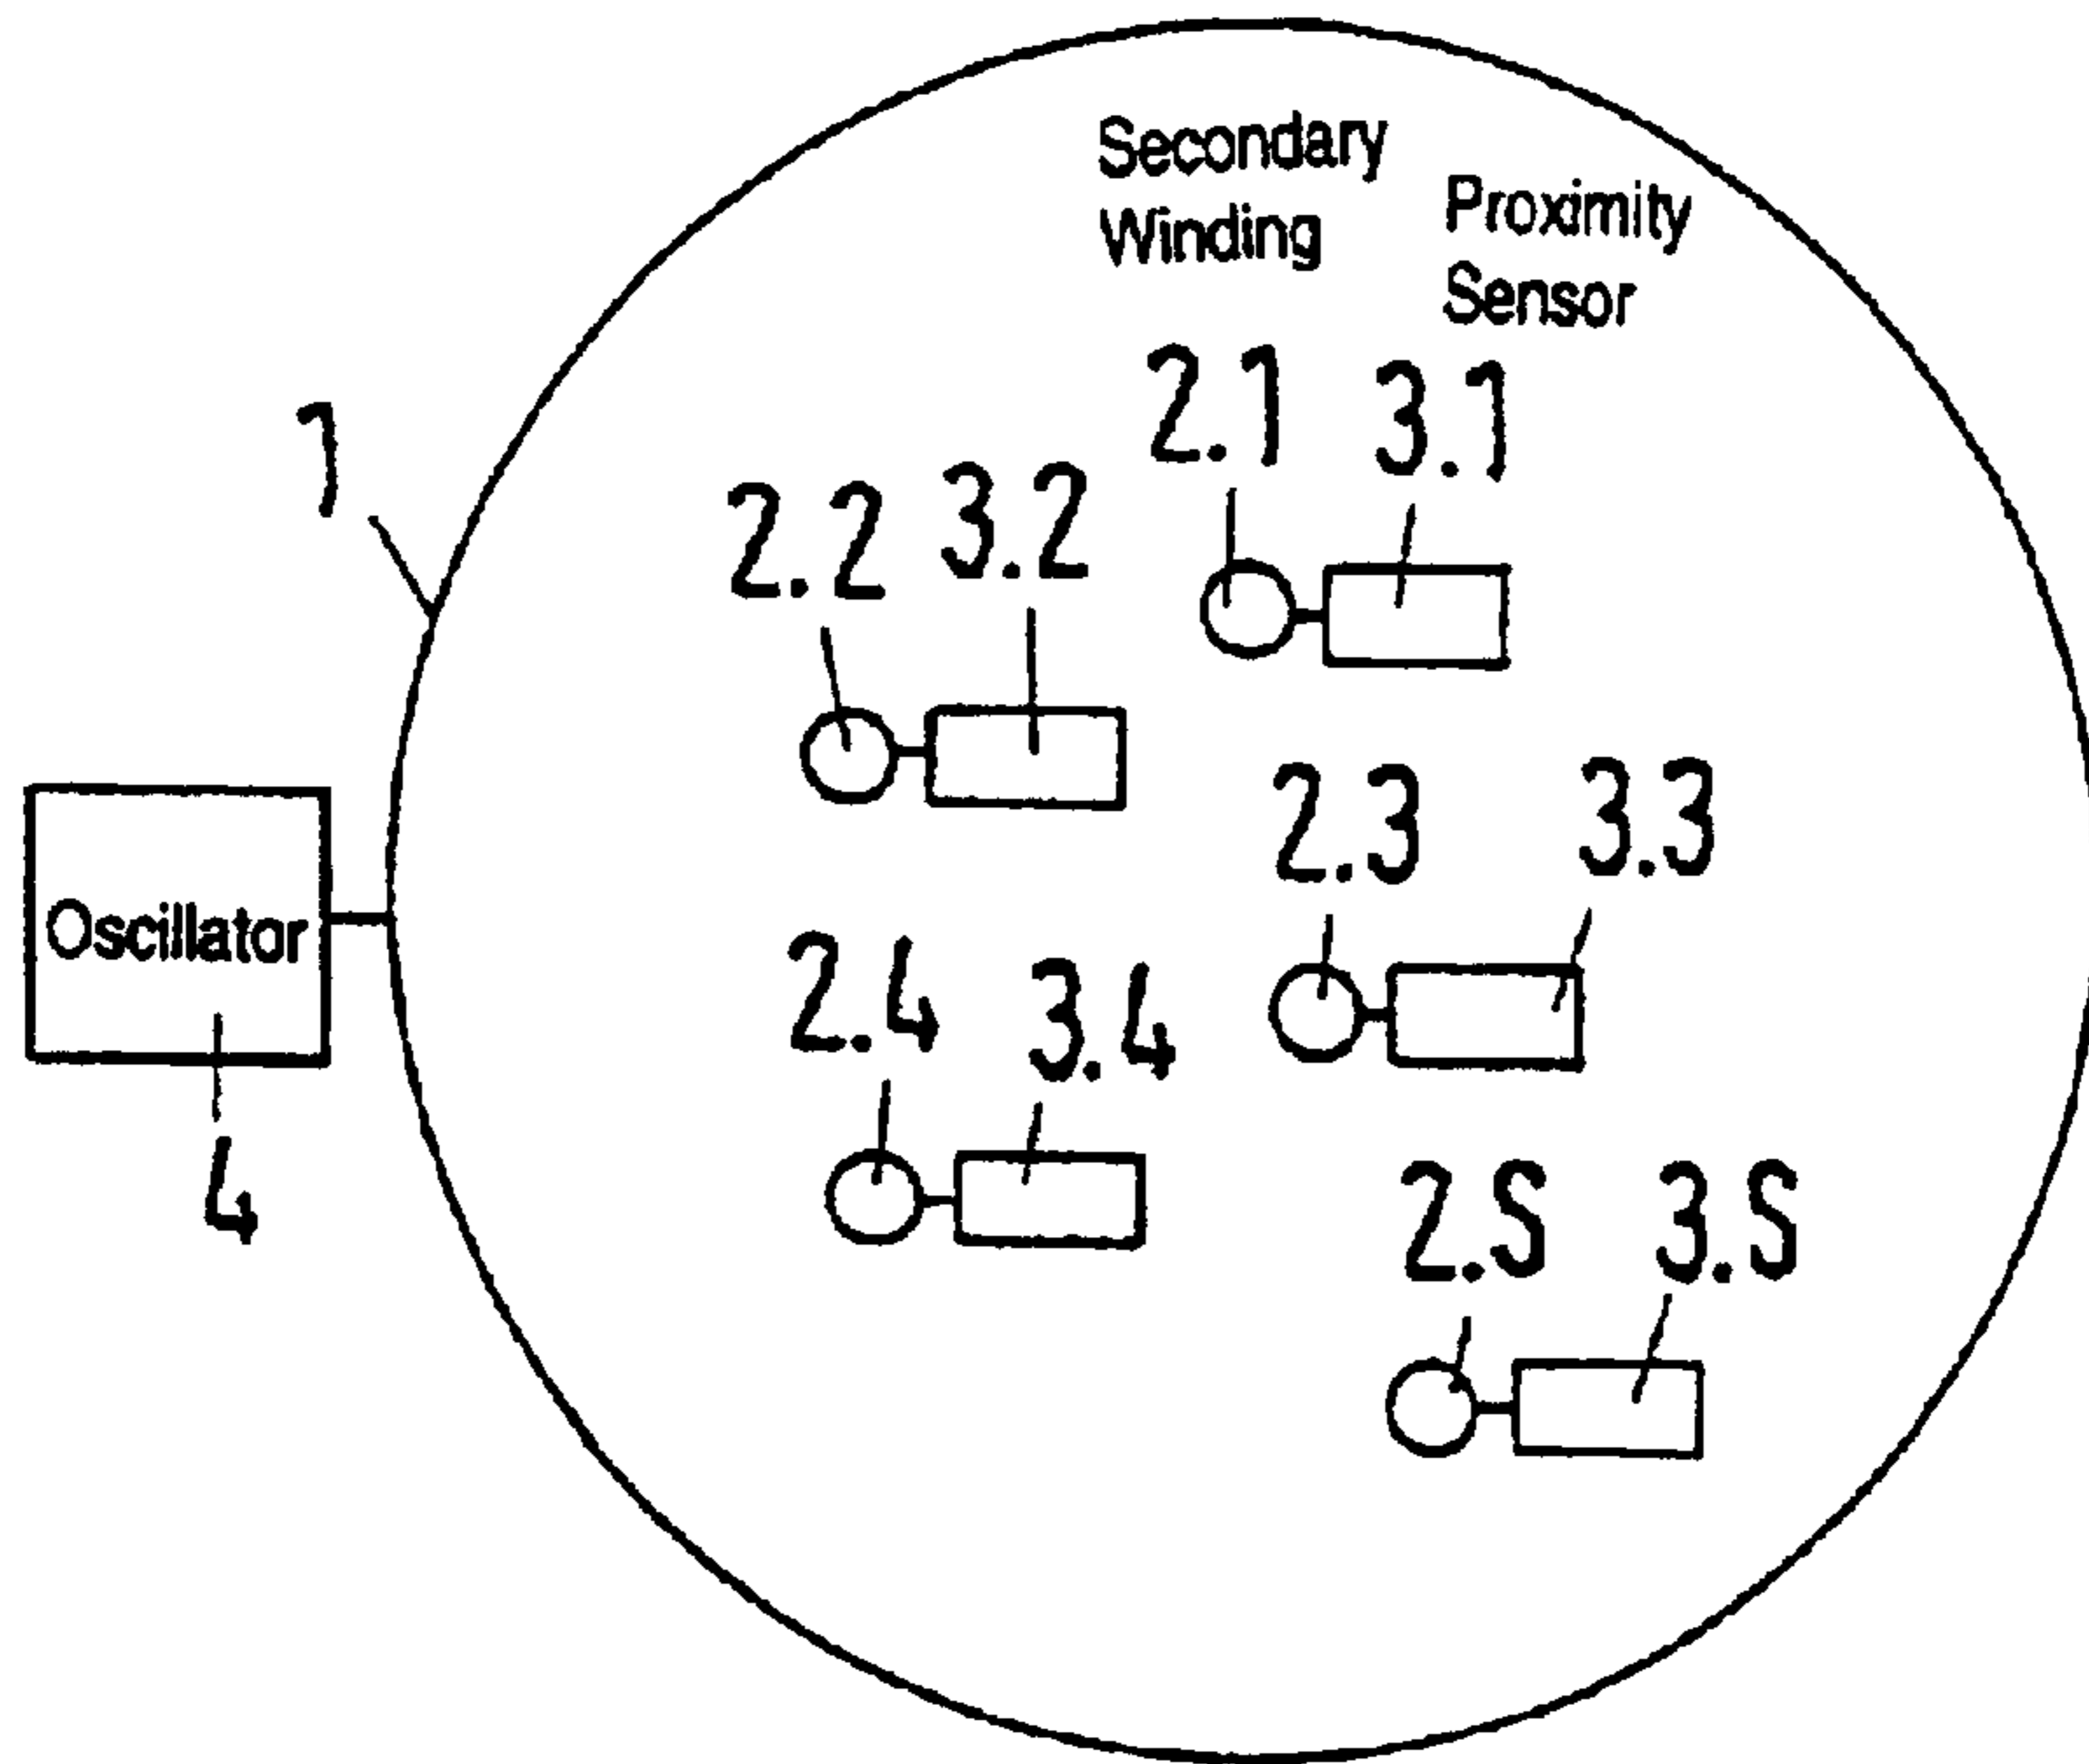 Secondary
Winding
Proximity
Sensor
2.1 3.1
1
2.2 3.2
2.3 3.3
Oscillator
2.4 3.4
4
2.S 3.S